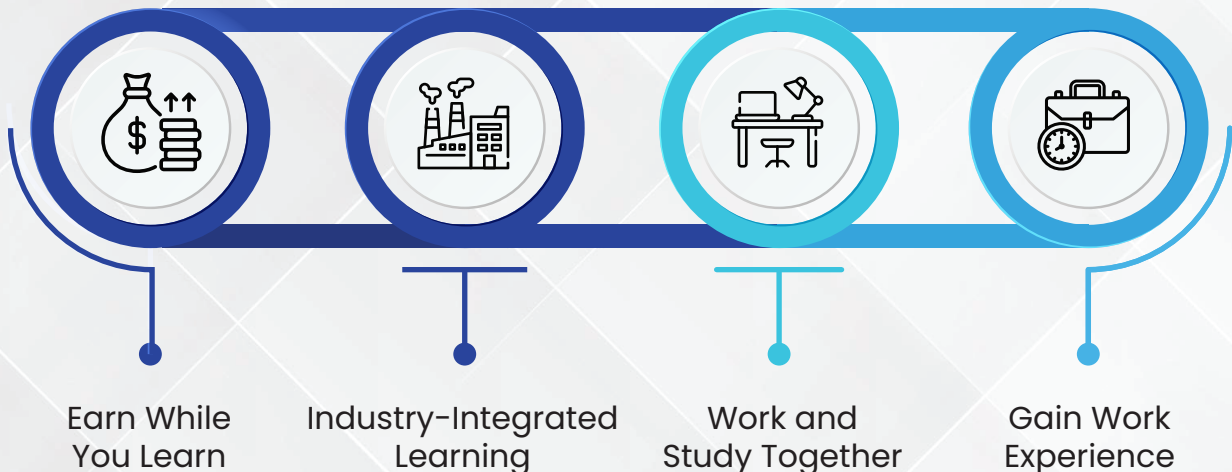 $
Earn While
You Learn
Industry-Integrated
Learning
Work and
Study Together
Gain Work
Experience